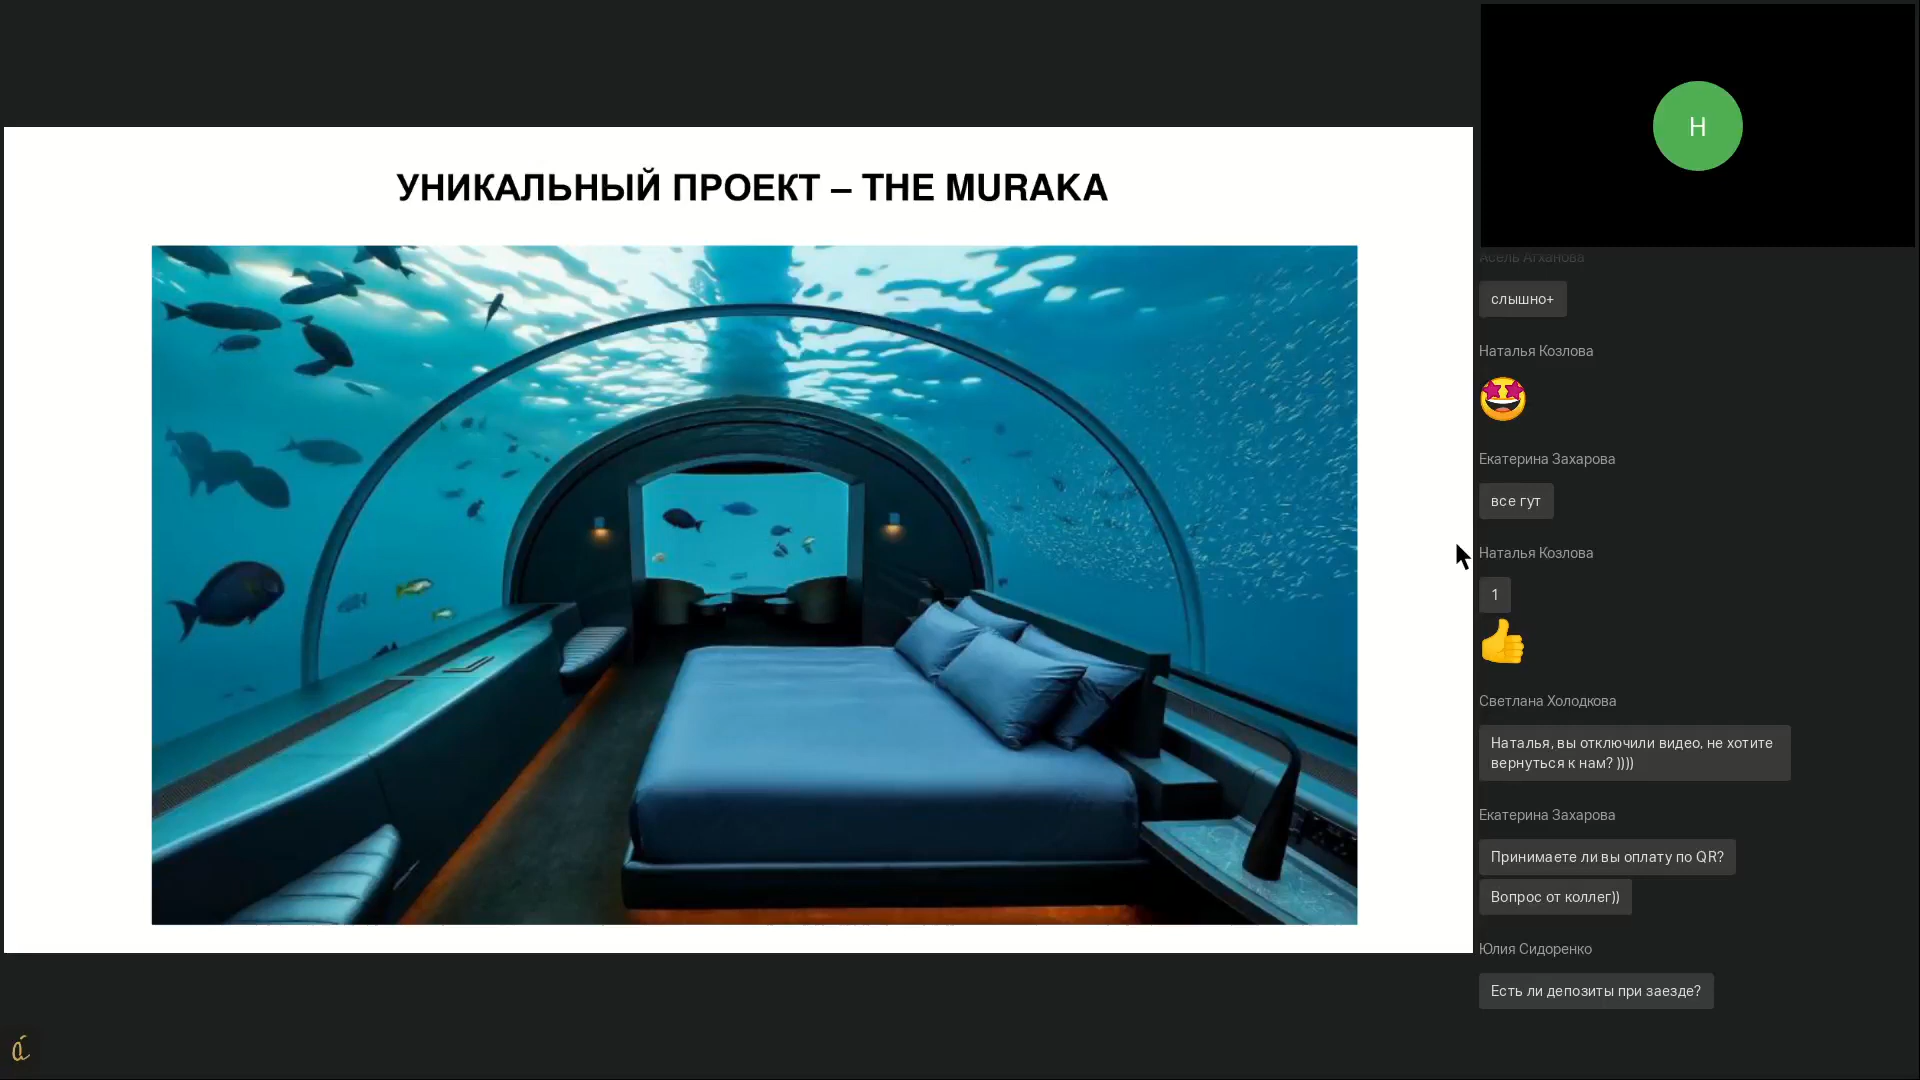 УНИКАЛЬНЫЙ ПРОЕКТ – THE MURAKA
Н
Асель Агханова
слышно+
Наталья Козлова
Екатерина Захарова
все гут
Наталья Козлова
1
Светлана Холодкова
Наталья, вы отключили видео, не хотите
вернуться к нам? ))))
Екатерина Захарова
Принимаете ли вы оплату по QR?
Вопрос от коллег))
Юлия Сидоренко
Есть ли депозиты при заезде?
á